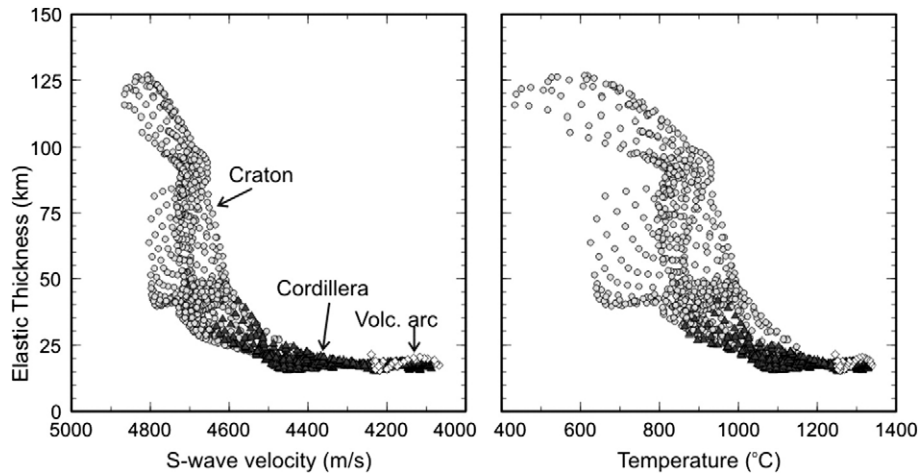 150
125
100
75
50
25
0
Elastic Thickness (km)
Craton
Cordillera
Volc. arc
5000 4800 4600 4400 4200 4000
S-wave velocity (m/s)
400 600 800 1000 1200 1400
Temperature (°C)